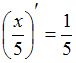 (x/5)′ = 1/5